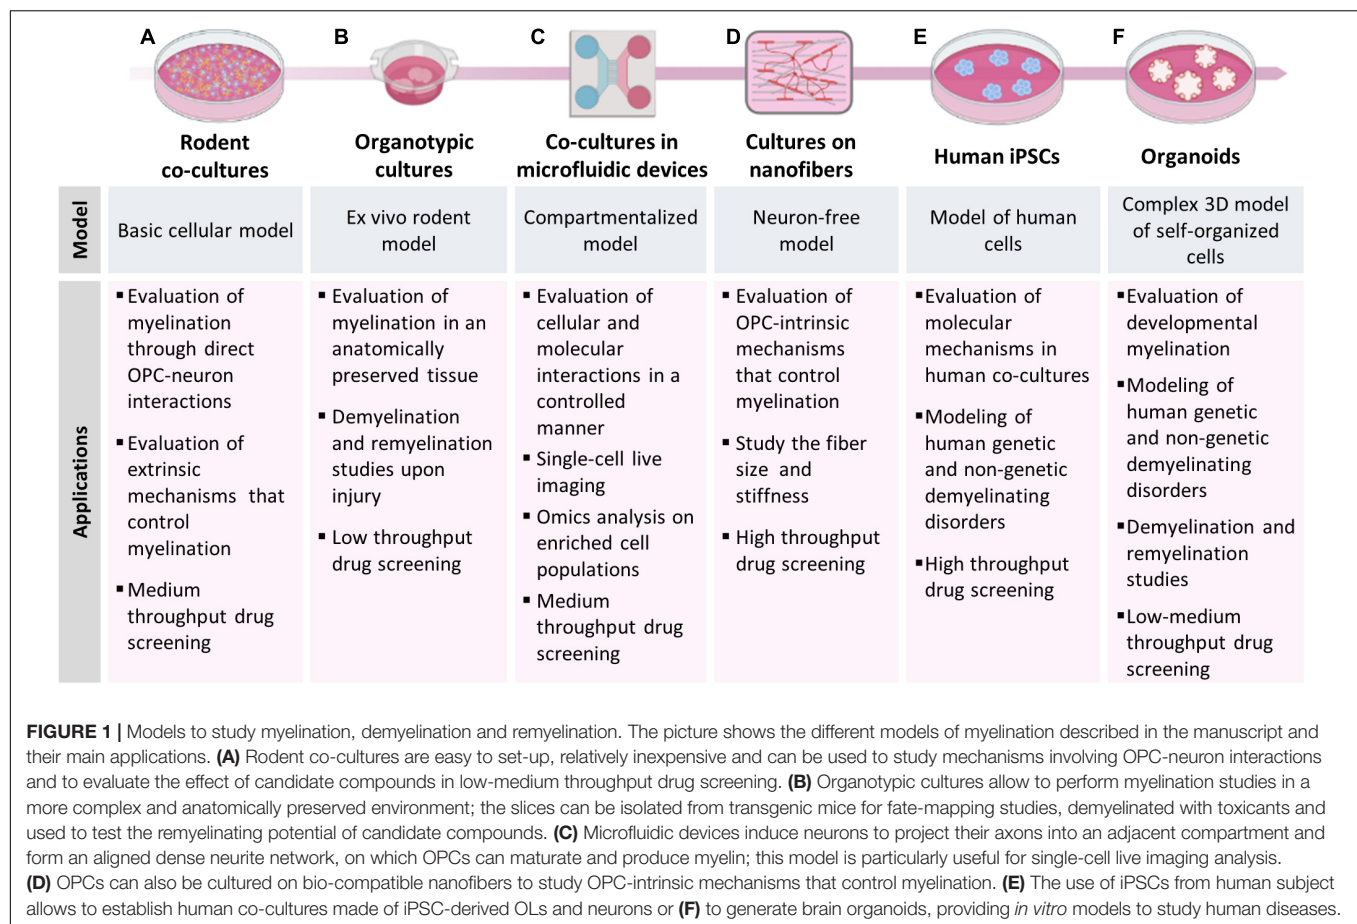 A
B
C
D
E
F
Rodent
co-cultures
Organotypic
cultures
Co-cultures in
microfluidic devices
Cultures on
nanofibers
Human iPSCs
Organoids
Model
Basic cellular model
Ex vivo rodent
model
Compartmentalized
model
Neuron-free
model
Model of human
cells
Complex 3D model
of self-organized
cells
Applications
▪Evaluation of
myelination
through direct
OPC-neuron
interactions
▪Evaluation of
extrinsic
mechanisms that
control
myelination
▪Medium
throughput drug
screening
▪ Evaluation of
myelination in an
anatomically
preserved tissue
▪ Demyelination
and remyelination
studies upon
injury
▪ Low throughput
drug screening
▪ Evaluation of
cellular and
molecular
interactions in a
controlled
manner
▪ Single-cell live
imaging
▪ Omics analysis on
enriched cell
populations
▪ Medium
throughput drug
screening
▪ Evaluation of
OPC-intrinsic
mechanisms
that control
myelination
▪ Study the fiber
size and
stiffness
▪ High throughput
drug screening
▪Evaluation of
molecular
mechanisms in
human co-cultures
▪Modeling of
human genetic
and non-genetic
demyelinating
disorders
▪High throughput
drug screening
▪Evaluation of
developmental
myelination
▪Modeling of
human genetic
and non-genetic
demyelinating
disorders
▪Demyelination and
remyelination
studies
▪Low-medium
throughput drug
screening
FIGURE 1 | Models to study myelination, demyelination and remyelination. The picture shows the different models of myelination described in the manuscript and
their main applications. (A) Rodent co-cultures are easy to set-up, relatively inexpensive and can be used to study mechanisms involving OPC-neuron interactions
and to evaluate the effect of candidate compounds in low-medium throughput drug screening. (B) Organotypic cultures allow to perform myelination studies in a
more complex and anatomically preserved environment; the slices can be isolated from transgenic mice for fate-mapping studies, demyelinated with toxicants and
used to test the remyelinating potential of candidate compounds. (C) Microfluidic devices induce neurons to project their axons into an adjacent compartment and
form an aligned dense neurite network, on which OPCs can maturate and produce myelin; this model is particularly useful for single-cell live imaging analysis.
(D) OPCs can also be cultured on bio-compatible nanofibers to study OPC-intrinsic mechanisms that control myelination. (E) The use of iPSCs from human subject
allows to establish human co-cultures made of iPSC-derived OLs and neurons or (F) to generate brain organoids, providing in vitro models to study human diseases.